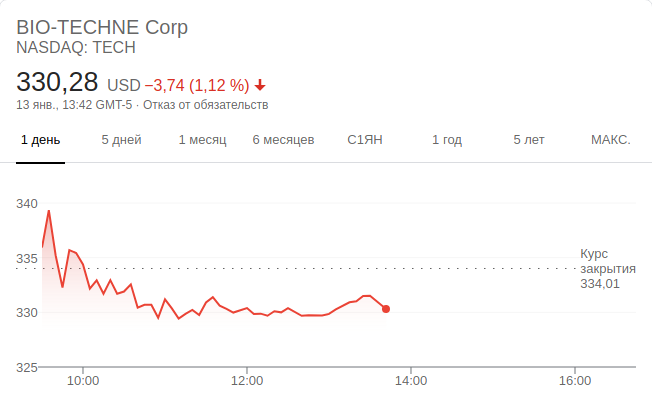 BIO-TECHNE Corp
NASDAQ: TECH
330,28 USD −3,74 (1,12 %)
13 янв., 13:42 GMT-5 · Отказ от обязательств
1 день 5 дней 1 месяц 6 месяцев С1ЯН 1 год 5 лет МАКС.
340
335
330
325
Курс
закрытия
334,01
10:00 12:00 14:00 16:00